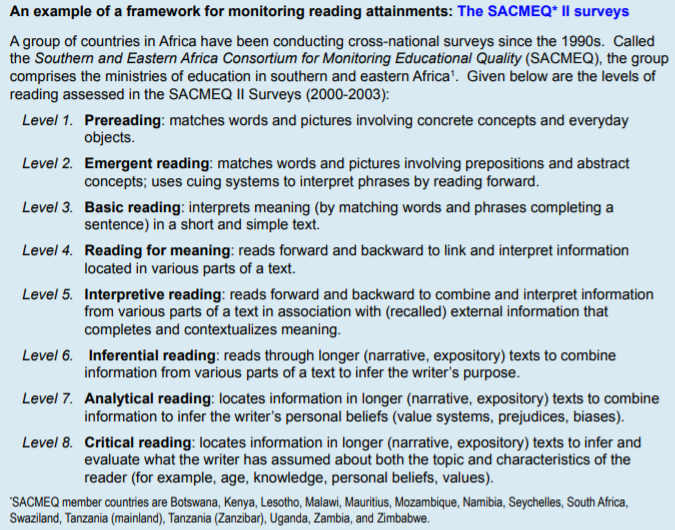 An example of a framework for monitoring reading attainments: The SACMEQ* II surveys
A group of countries in Africa have been conducting cross-national surveys since the 1990s. Called
the Southern and Eastern Africa Consortium for Monitoring Educational Quality (SACMEQ), the group
comprises the ministries of education in southern and eastern Africa¹. Given below are the levels of
reading assessed in the SACMEQ II Surveys (2000-2003):
Level 1. Prereading: matches words and pictures involving concrete concepts and everyday
objects.
Level 2. Emergent reading: matches words and pictures involving prepositions and abstract
concepts; uses cuing systems to interpret phrases by reading forward.
Level 3. Basic reading: interprets meaning (by matching words and phrases completing a
sentence) in a short and simple text.
Level 4. Reading for meaning: reads forward and backward to link and interpret information
located in various parts of a text.
Level 5. Interpretive reading: reads forward and backward to combine and interpret information
from various parts of a text in association with (recalled) external information that
completes and contextualizes meaning.
Level 6. Inferential reading: reads through longer (narrative, expository) texts to combine
information from various parts of a text to infer the writer's purpose.
Level 7. Analytical reading: locates information in longer (narrative, expository) texts to combine
information to infer the writer's personal beliefs (value systems, prejudices, biases).
Level 8. Critical reading: locates information in longer (narrative, expository) texts to infer and
evaluate what the writer has assumed about both the topic and characteristics of the
reader (for example, age, knowledge, personal beliefs, values).
*SACMEQ member countries are Botswana, Kenya, Lesotho, Malawi, Mauritius, Mozambique, Namibia, Seychelles, South Africa,
Swaziland, Tanzania (mainland), Tanzania (Zanzibar), Uganda, Zambia, and Zimbabwe.